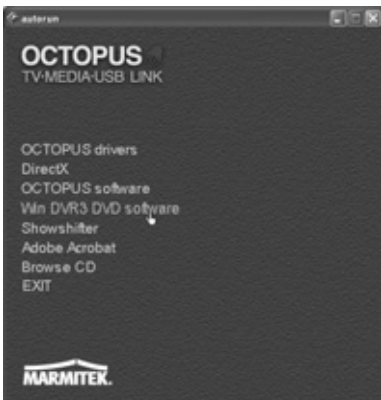 autorun
OCTOPUS
TV-MEDIA-USB LINK
OCTOPUS drivers
DirectX
OCTOPUS software
Win DVR3 DVD software
Showshifter
Adobe Acrobat
Browse CD
EXIT
MARMITEK.